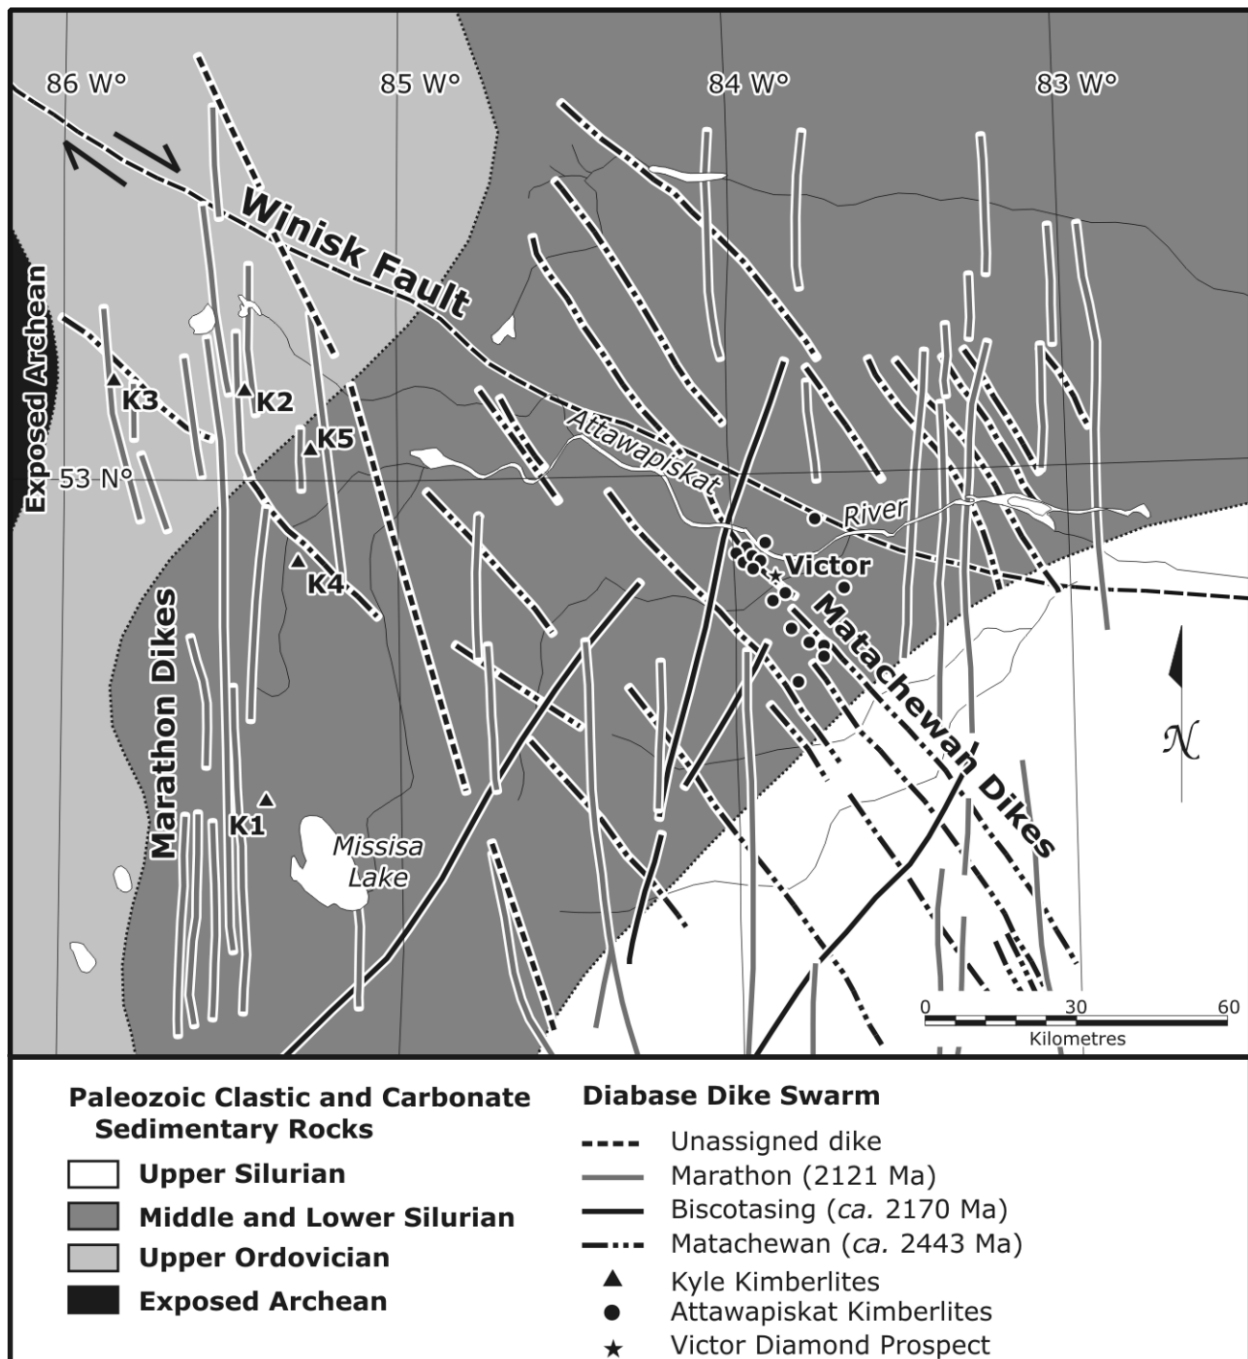 86 W°
85 W°
84 W°
83 W°
Winisk Fault
Exposed Archean
K3
K2
K5
53 N°
Attawapiskat
River
K4
Victor
Marathon Dikes
Matachewan Dikes
K1
Missisa
Lake
N
0 30 60
Kilometres
Paleozoic Clastic and Carbonate
Sedimentary Rocks
Upper Silurian
Middle and Lower Silurian
Upper Ordovician
Exposed Archean
Diabase Dike Swarm
Unassigned dike
Marathon (2121 Ma)
Biscotasing (ca. 2170 Ma)
Matachewan (ca. 2443 Ma)
Kyle Kimberlites
Attawapiskat Kimberlites
Victor Diamond Prospect